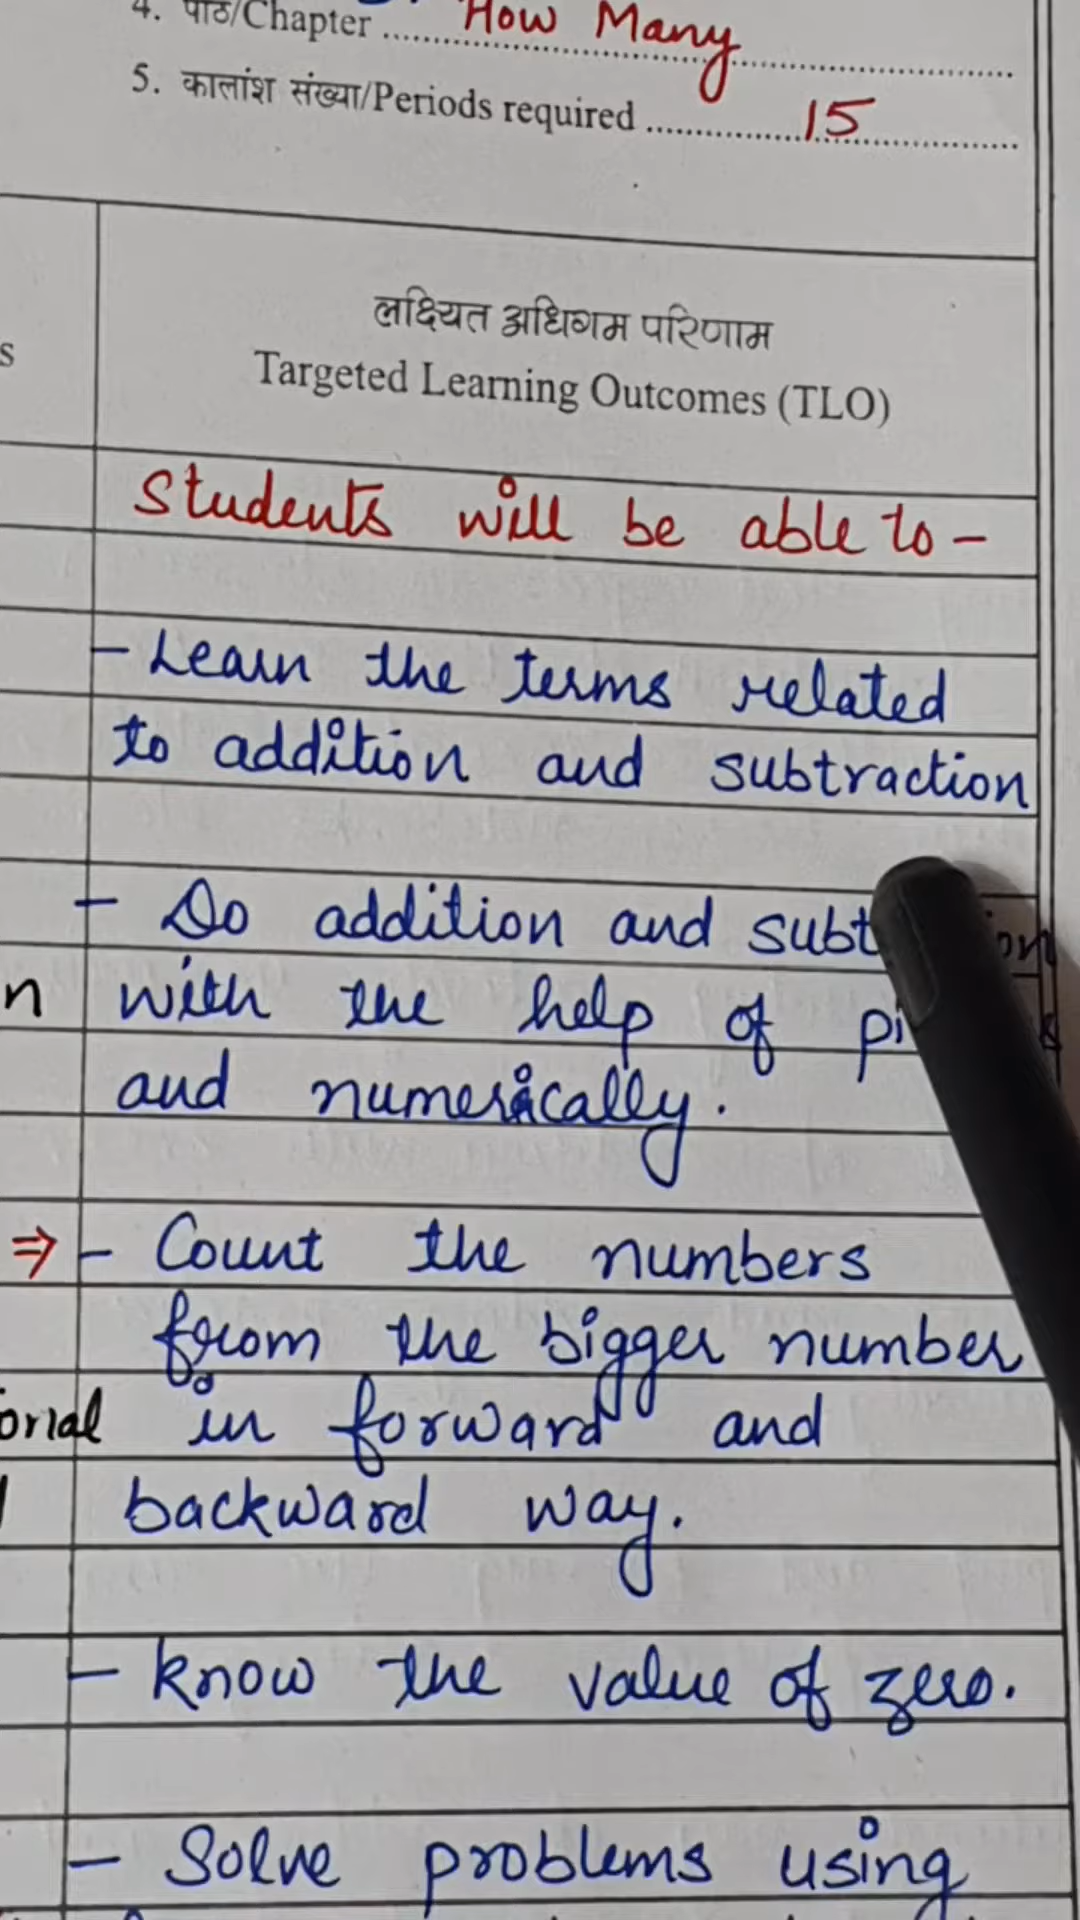 4. पाठ/Chapter How Many
5. कालांश संख्या/Periods required 15
s
लक्ष्यित अधिगम परिणाम
Targeted Learning Outcomes (TLO)
Students will be able to -
- Learn the terms related
to addition and subtraction
- Do addition and
n with the help of
and numerically.
⇒ - Count the numbers
from the bigger number
orial in forward and
backward way.
- know the value of zero.
- Solve problems using